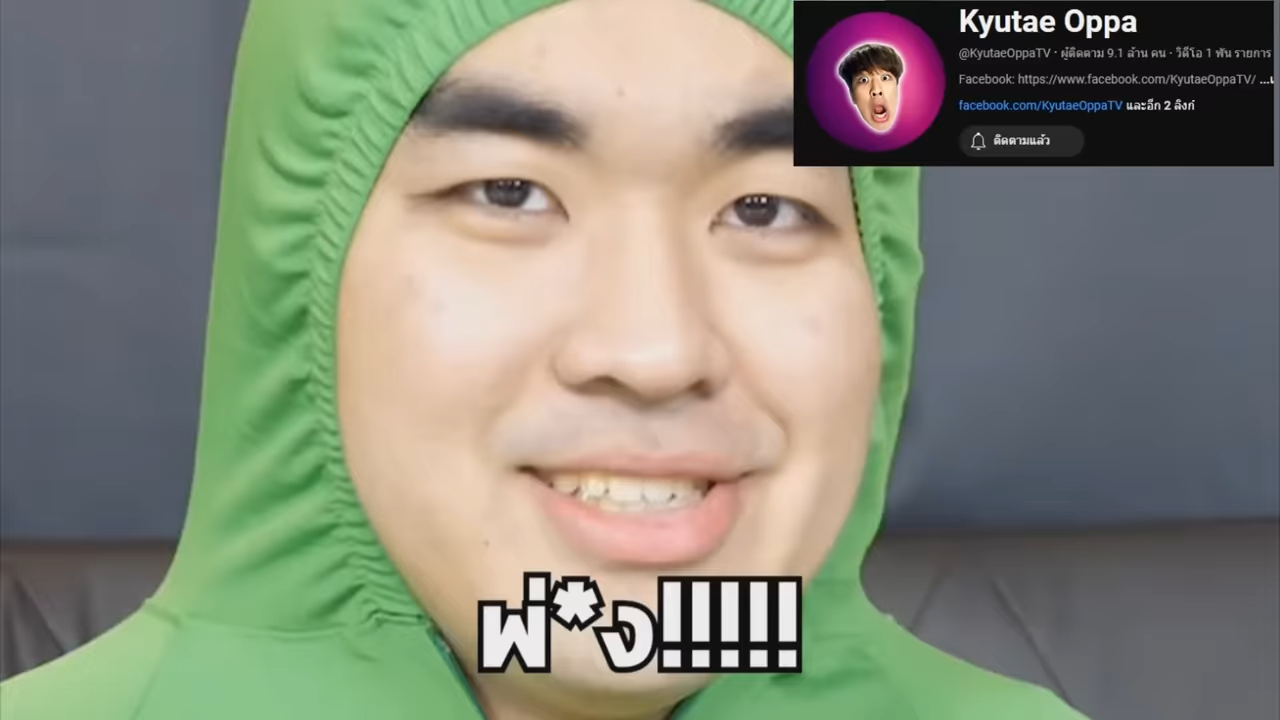 Kyutae Oppa
@KyutaeOppaTV · ผู้ติดตาม 9.1 ล้าน คน · วิดีโอ 1 พัน รายการ
Facebook: https://www.facebook.com/KyutaeOppaTV/ ...เ
facebook.com/KyutaeOppaTV และอีก 2 ลิงก์
ติดตามแล้ว
พ่*ง!!!!!